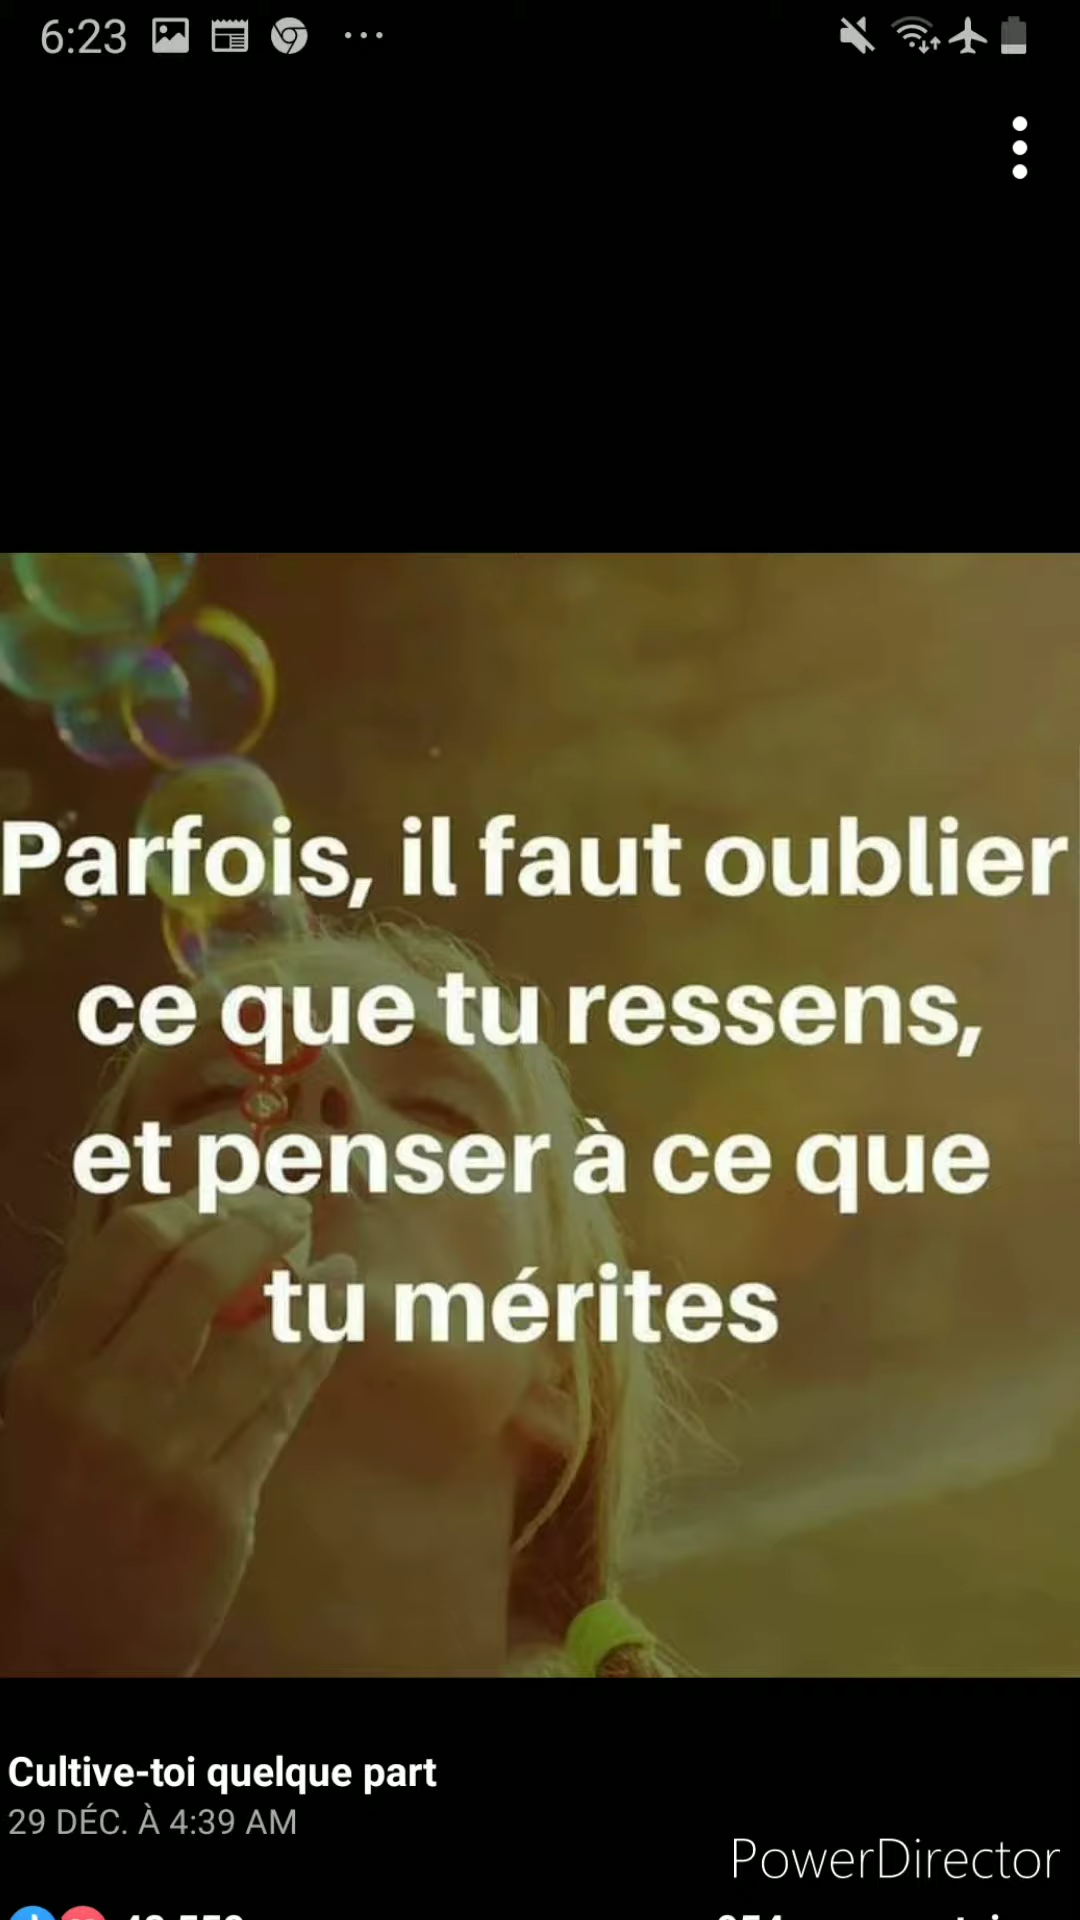 6:23
Parfois, il faut oublier
ce que tu ressens,
et penser à ce que
tu mérites
Cultive-toi quelque part
29 DÉC. À 4:39 AM
PowerDirector